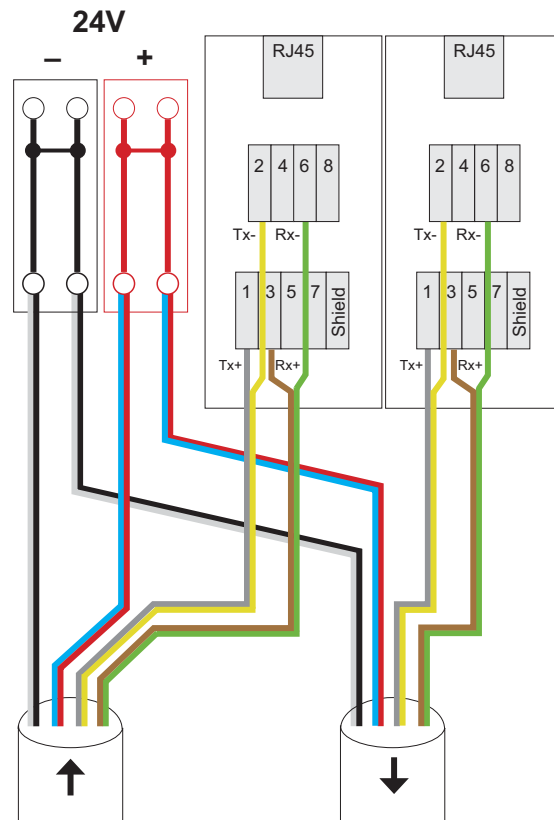 24V
– +
RJ45 RJ45
2 4 6 8 2 4 6 8
Tx- Rx- Tx- Rx-
1 3 5 7 Shield 1 3 5 7 Shield
Tx+ Rx+ Tx+ Rx+